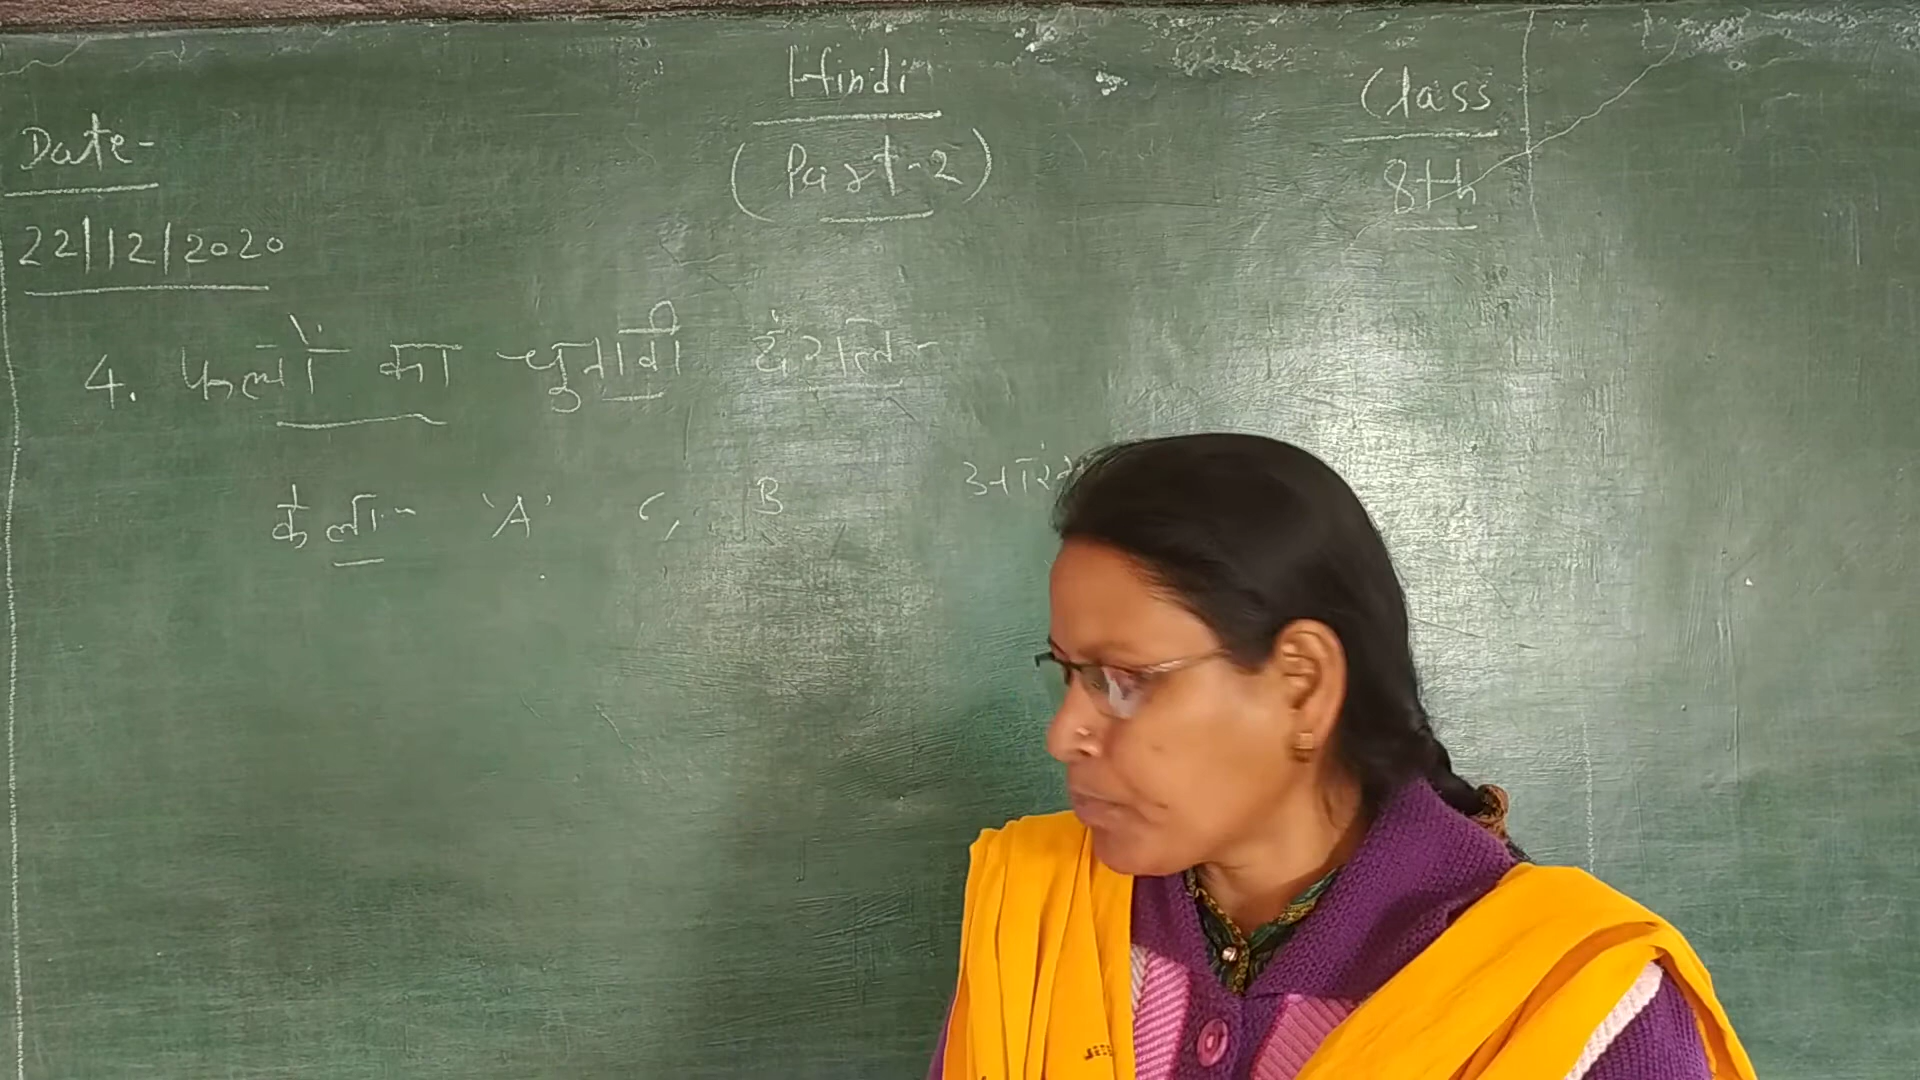 Hindi
Class
Date-
(Part-2)
8th
22/12/2020
4. फलों का चुनावी दंगल-
केला- 'A' C, B